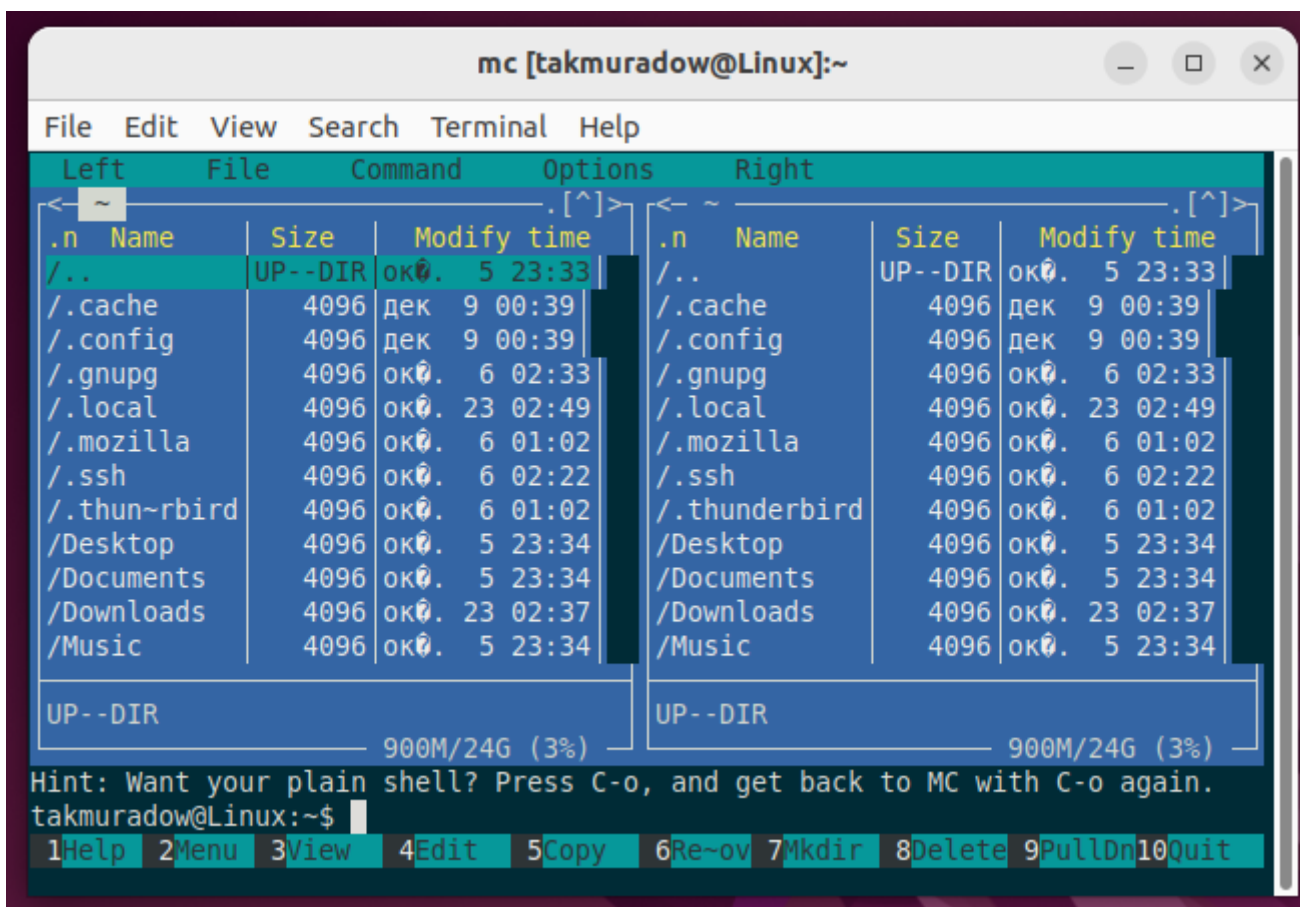 mc [takmuradow@Linux]:~
File Edit View Search Terminal Help
Left File Command Options Right
<- ~ .[^]> <- ~ .[^]>
.n Name Size Modify time .n Name Size Modify time
/.. UP--DIR ок�. 5 23:33 /.. UP--DIR ок�. 5 23:33
/.cache 4096 дек 9 00:39 /.cache 4096 дек 9 00:39
/.config 4096 дек 9 00:39 /.config 4096 дек 9 00:39
/.gnupg 4096 ок�. 6 02:33 /.gnupg 4096 ок�. 6 02:33
/.local 4096 ок�. 23 02:49 /.local 4096 ок�. 23 02:49
/.mozilla 4096 ок�. 6 01:02 /.mozilla 4096 ок�. 6 01:02
/.ssh 4096 ок�. 6 02:22 /.ssh 4096 ок�. 6 02:22
/.thun~rbird 4096 ок�. 6 01:02 /.thunderbird 4096 ок�. 6 01:02
/Desktop 4096 ок�. 5 23:34 /Desktop 4096 ок�. 5 23:34
/Documents 4096 ок�. 5 23:34 /Documents 4096 ок�. 5 23:34
/Downloads 4096 ок�. 23 02:37 /Downloads 4096 ок�. 23 02:37
/Music 4096 ок�. 5 23:34 /Music 4096 ок�. 5 23:34
UP--DIR UP--DIR
900M/24G (3%) 900M/24G (3%)
Hint: Want your plain shell? Press C-o, and get back to MC with C-o again.
takmuradow@Linux:~$
1Help 2Menu 3View 4Edit 5Copy 6Re~ov 7Mkdir 8Delete 9PullDn 10Quit